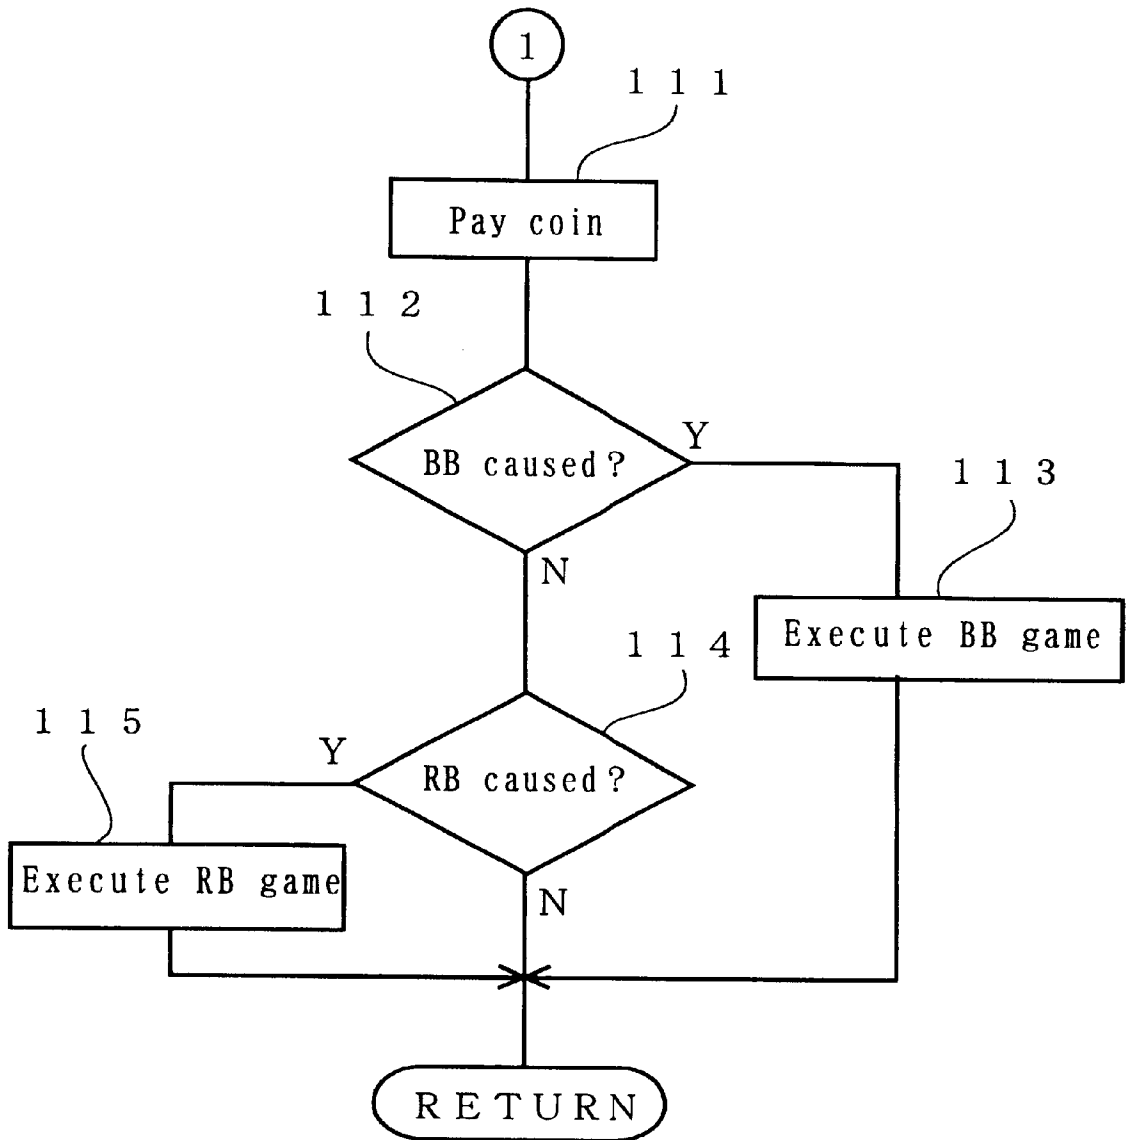 1
1 1 1
Pay coin
1 1 2
BB caused?
Y
N
1 1 3
Execute BB game
1 1 4
RB caused?
Y
N
1 1 5
Execute RB game
RETURN